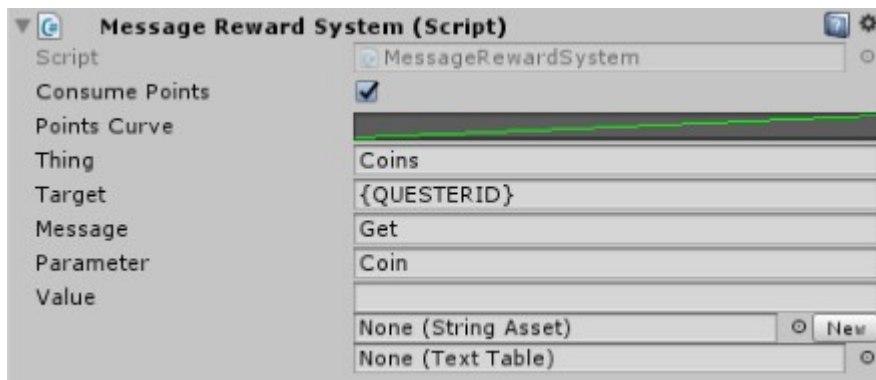 Message Reward System (Script)
Script MessageRewardSystem
Consume Points
Points Curve
Thing Coins
Target {QUESTERID}
Message Get
Parameter Coin
Value
None (String Asset) New
None (Text Table)